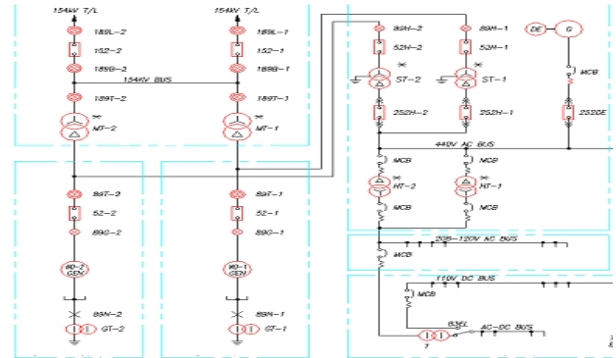 154kV T/L 154kV T/L
189L-2 189L-1
152-2 152-1
189B-2 189B-1
154KV BUS
189T-2 189T-1
MT-2 MT-1
89T-2 89T-1
52-2 52-1
89G-2 89G-1
GEN GEN
89N-2 89N-1
GT-2 GT-1
89H-2 89H-1 DE G
52H-2 52H-1 MCB
ST-2 ST-1
252H-2 252H-1 252DE
440V AC BUS
MCB MCB
HT-2 HT-1
MCB MCB
208-120V AC BUS
MCB
110V DC BUS
MCB
AC-DC BUS